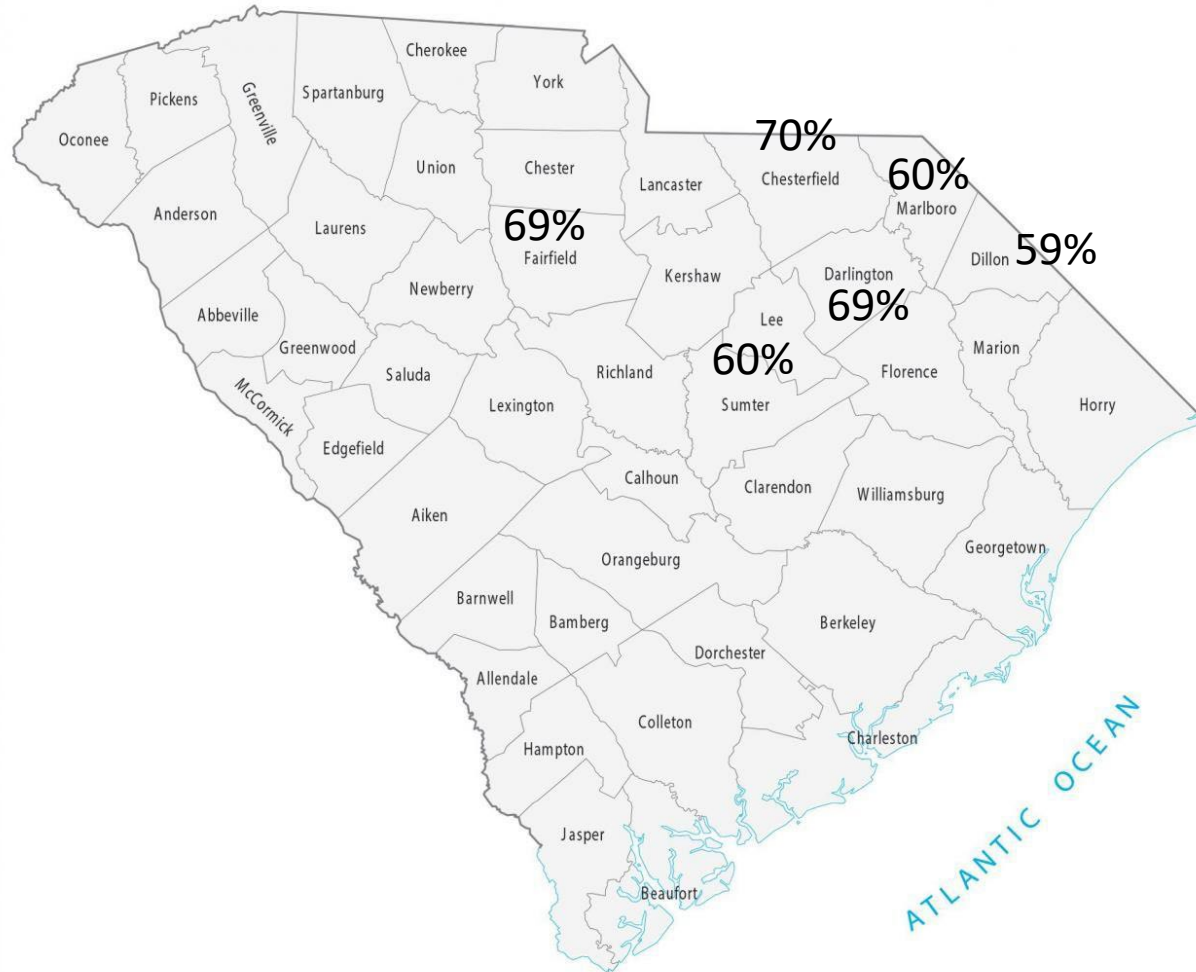 Cherokee
York
Spartanburg
Greenville
Pickens
Oconee
70%
Chesterfield
60%
Marlboro
Union
Chester
Lancaster
Anderson
Laurens
69%
Fairfield
Dillon 59%
Kershaw
Darlington
69%
Newberry
Abbeville
Lee
60%
Greenwood
Saluda
Richland
Marion
Florence
McCormick
Lexington
Sumter
Horry
Edgefield
Calhoun
Clarendon
Williamsburg
Aiken
Georgetown
Orangeburg
Barnwell
Bamberg
Berkeley
Dorchester
Allendale
Colleton
Charleston
Hampton
ATLANTIC OCEAN
Jasper
Beaufort